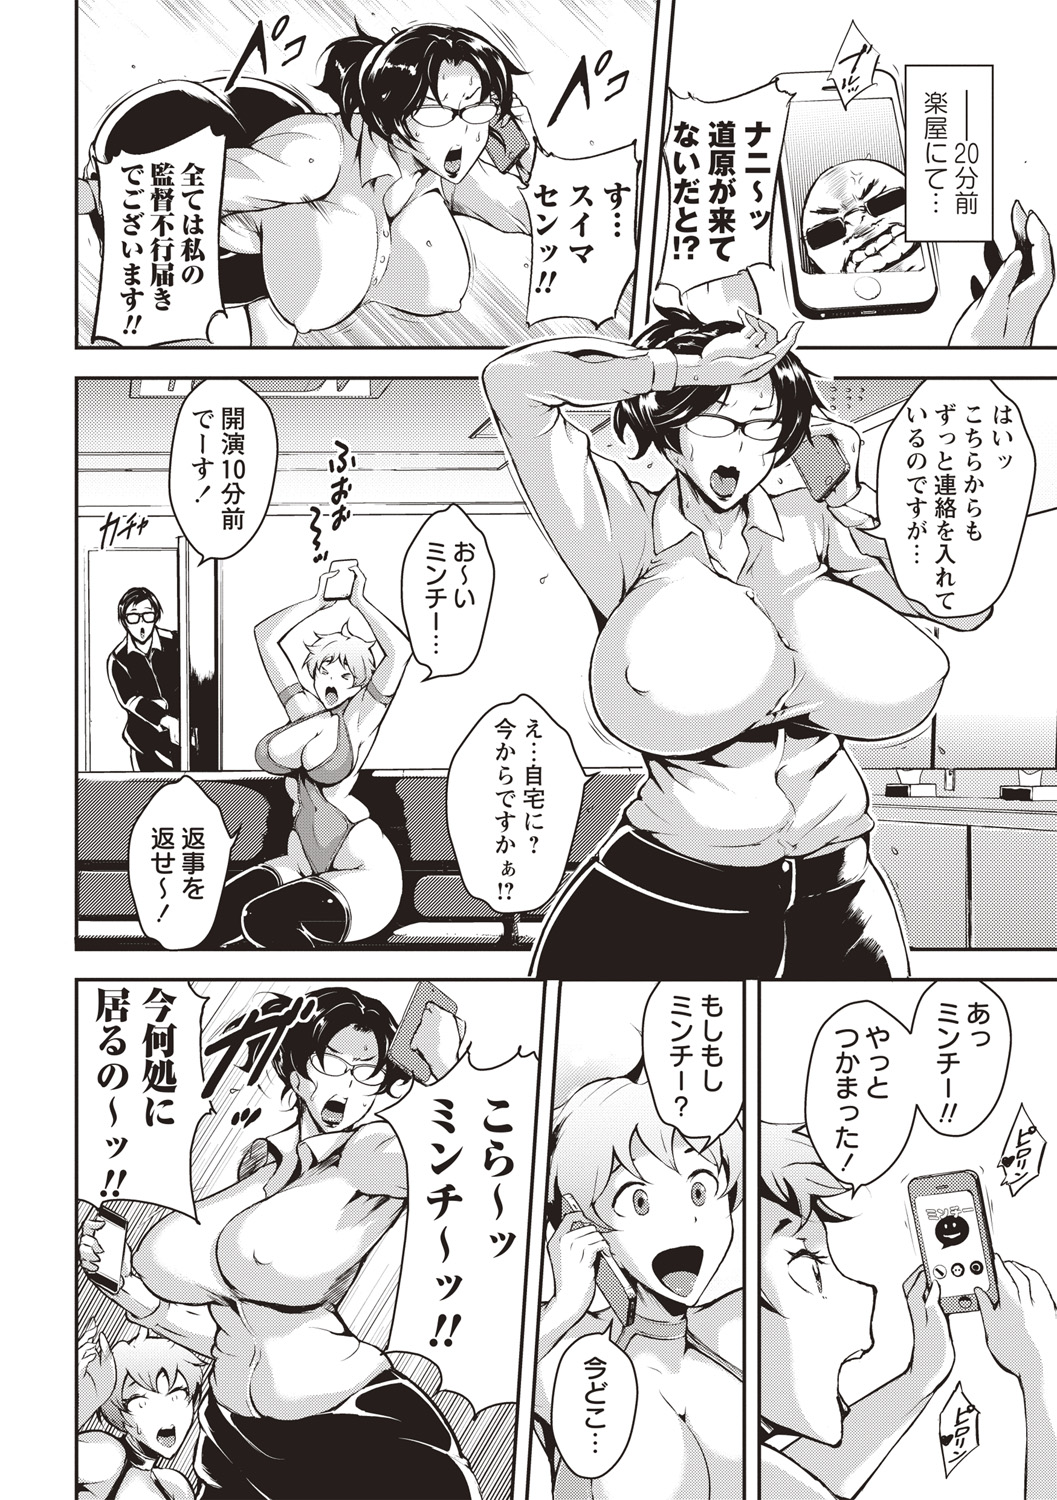 ――20分前
楽屋にて…
ブーッ
ナニ〜ッ
道原が来て
ないだと!?
す…
スイマ
センッ!!
ペコ
ペコ
全ては私の
監督不行届き
でございます!!
はいッ
こちらからも
ずっと連絡を入れて
いるのですが…
え…自宅に?
今からですかぁ!?
お〜い
ミンチー…
ふぉおお〜〜…
開演10分前
でーす!
ガチャ
返事を
返せ〜!
あっ
ミンチー!!
やっと
つかまった!
ピロリン♥
ミンチー
ピロリン♥
もしもし
ミンチー?
今どこ…
こら〜ッ
ミンチ〜ッ!!
ガバッ
今何処に
居るの〜ッ!!